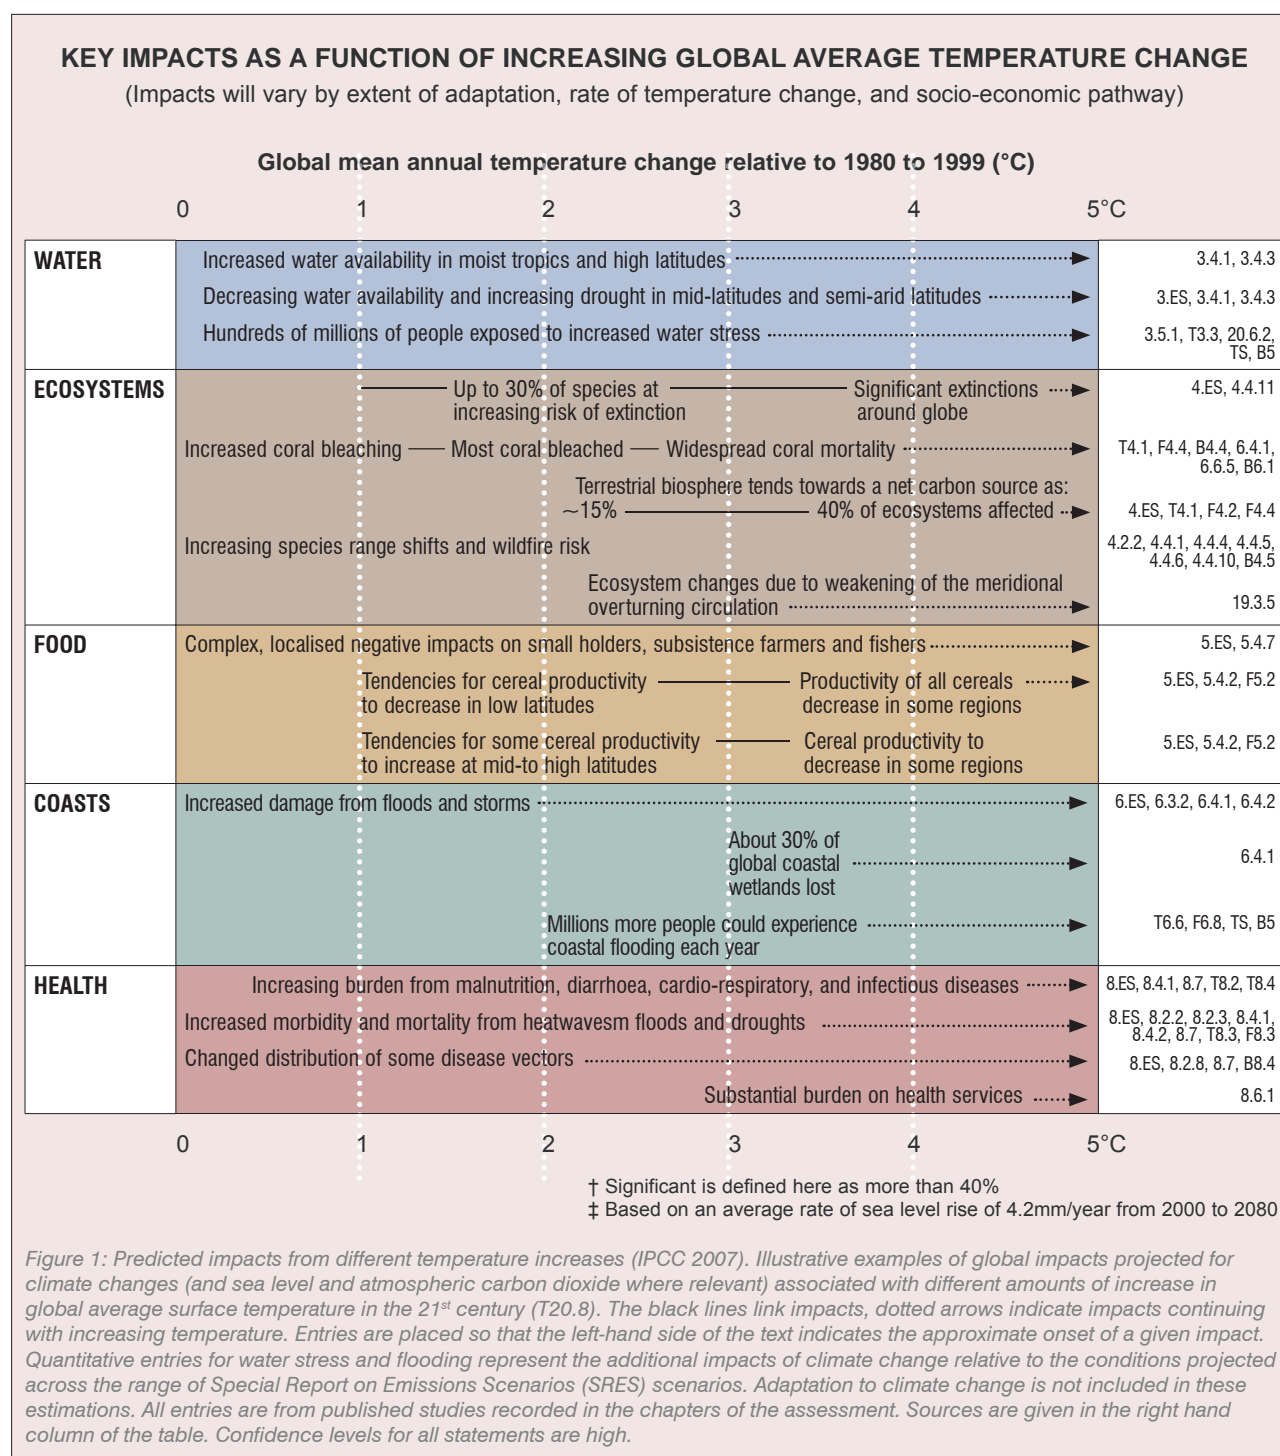 KEY IMPACTS AS A FUNCTION OF INCREASING GLOBAL AVERAGE TEMPERATURE CHANGE
(Impacts will vary by extent of adaptation, rate of temperature change, and socio-economic pathway)
Global mean annual temperature change relative to 1980 to 1999 (°C)
0 1 2 3 4 5°C
WATER
Increased water availability in moist tropics and high latitudes
3.4.1, 3.4.3
Decreasing water availability and increasing drought in mid-latitudes and semi-arid latitudes
3.ES, 3.4.1, 3.4.3
Hundreds of millions of people exposed to increased water stress
3.5.1, T3.3, 20.6.2,
TS, B5
ECOSYSTEMS
Up to 30% of species at
increasing risk of extinction
Significant extinctions
around globe
4.ES, 4.4.11
Increased coral bleaching
Most coral bleached
Widespread coral mortality
T4.1, F4.4, B4.4, 6.4.1,
6.6.5, B6.1
Terrestrial biosphere tends towards a net carbon source as:
~15%
40% of ecosystems affected
4.ES, T4.1, F4.2, F4.4
Increasing species range shifts and wildfire risk
4.2.2, 4.4.1, 4.4.4, 4.4.5,
4.4.6, 4.4.10, B4.5
Ecosystem changes due to weakening of the meridional
overturning circulation
19.3.5
FOOD
Complex, localised negative impacts on small holders, subsistence farmers and fishers
5.ES, 5.4.7
Tendencies for cereal productivity
to decrease in low latitudes
Productivity of all cereals
decrease in some regions
5.ES, 5.4.2, F5.2
Tendencies for some cereal productivity
to increase at mid-to high latitudes
Cereal productivity to
decrease in some regions
5.ES, 5.4.2, F5.2
COASTS
Increased damage from floods and storms
6.ES, 6.3.2, 6.4.1, 6.4.2
About 30% of
global coastal
wetlands lost
6.4.1
Millions more people could experience
coastal flooding each year
T6.6, F6.8, TS, B5
HEALTH
Increasing burden from malnutrition, diarrhoea, cardio-respiratory, and infectious diseases
8.ES, 8.4.1, 8.7, T8.2, T8.4
Increased morbidity and mortality from heatwavesm floods and droughts
8.ES, 8.2.2, 8.2.3, 8.4.1,
8.4.2, 8.7, T8.3, F8.3
Changed distribution of some disease vectors
8.ES, 8.2.8, 8.7, B8.4
Substantial burden on health services
8.6.1
0 1 2 3 4 5°C
† Significant is defined here as more than 40%
‡ Based on an average rate of sea level rise of 4.2mm/year from 2000 to 2080
Figure 1: Predicted impacts from different temperature increases (IPCC 2007). Illustrative examples of global impacts projected for
climate changes (and sea level and atmospheric carbon dioxide where relevant) associated with different amounts of increase in
global average surface temperature in the 21st century (T20.8). The black lines link impacts, dotted arrows indicate impacts continuing
with increasing temperature. Entries are placed so that the left-hand side of the text indicates the approximate onset of a given impact.
Quantitative entries for water stress and flooding represent the additional impacts of climate change relative to the conditions projected
across the range of Special Report on Emissions Scenarios (SRES) scenarios. Adaptation to climate change is not included in these
estimations. All entries are from published studies recorded in the chapters of the assessment. Sources are given in the right hand
column of the table. Confidence levels for all statements are high.